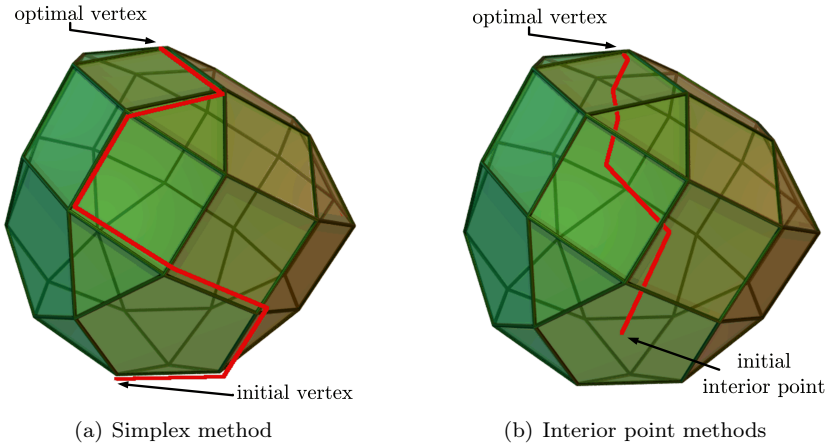 optimal vertex
initial vertex
(a) Simplex method
optimal vertex
initial
interior point
(b) Interior point methods